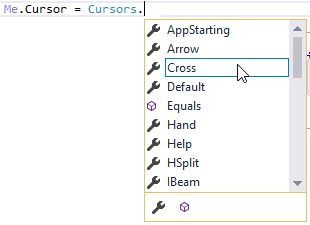 Me.Cursor = Cursors.
AppStarting
Arrow
Cross
Default
Equals
Hand
Help
HSplit
IBeam